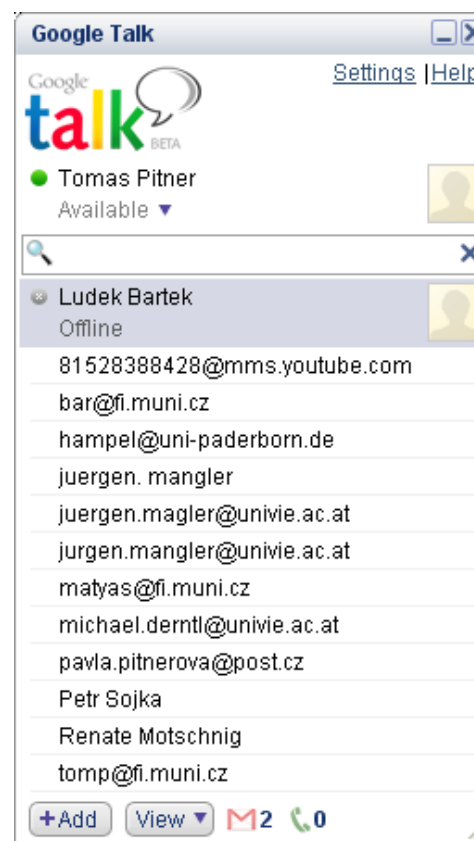 Google Talk
Settings | Help
Google
talk
BETA
Tomas Pitner
Available
Ludek Bartek
Offline
81528388428@mms.youtube.com
bar@fi.muni.cz
hampel@uni-paderborn.de
juergen. mangler
juergen.magler@univie.ac.at
jurgen.mangler@univie.ac.at
matyas@fi.muni.cz
michael.derntl@univie.ac.at
pavla.pitnerova@post.cz
Petr Sojka
Renate Motschnig
tomp@fi.muni.cz
+Add View 2 0